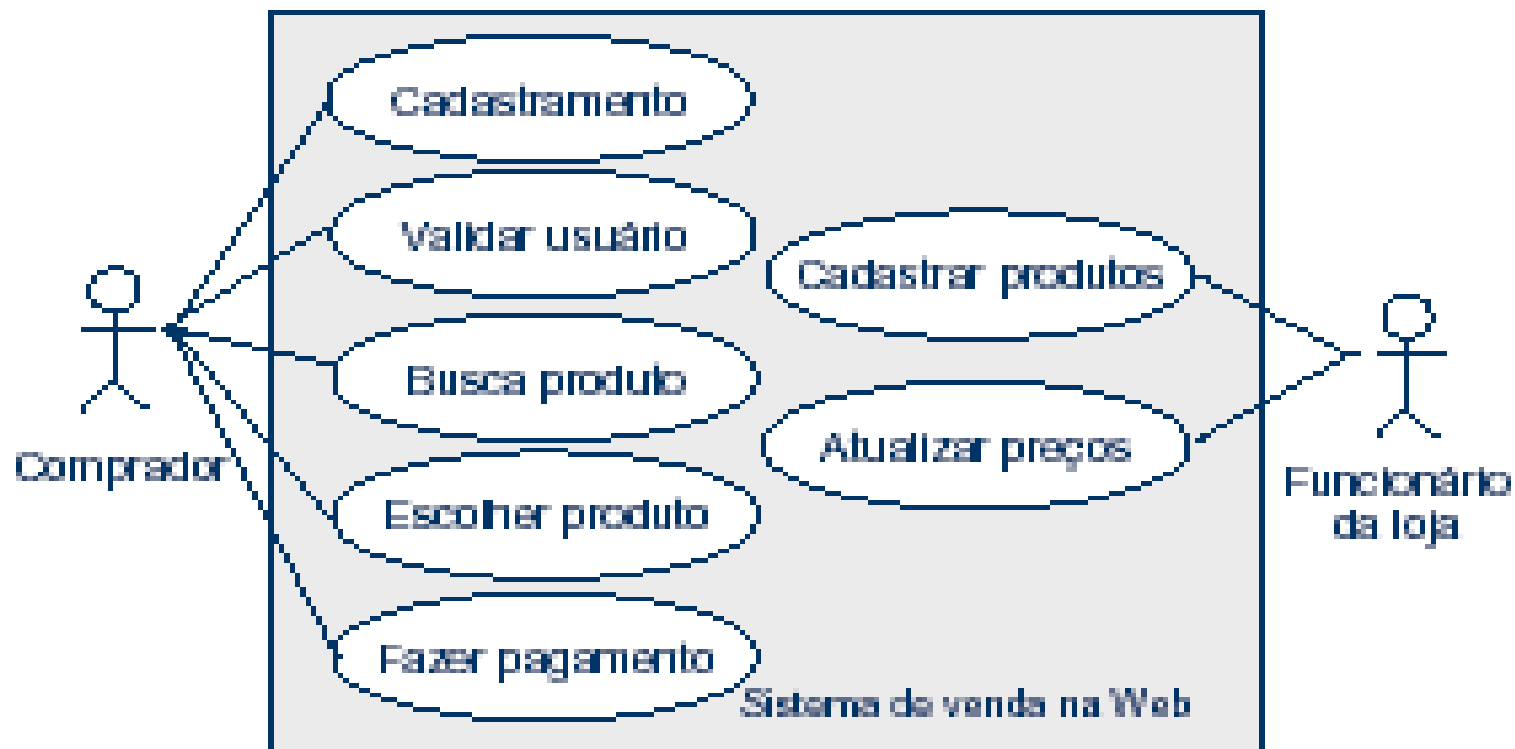 Cadastramento
Validar usuário
Cadastrar produtos
Busca produto
Atualizar preços
Comprador
Escolher produto
Funcionário
da loja
Fazer pagamento
Sistema de venda na Web